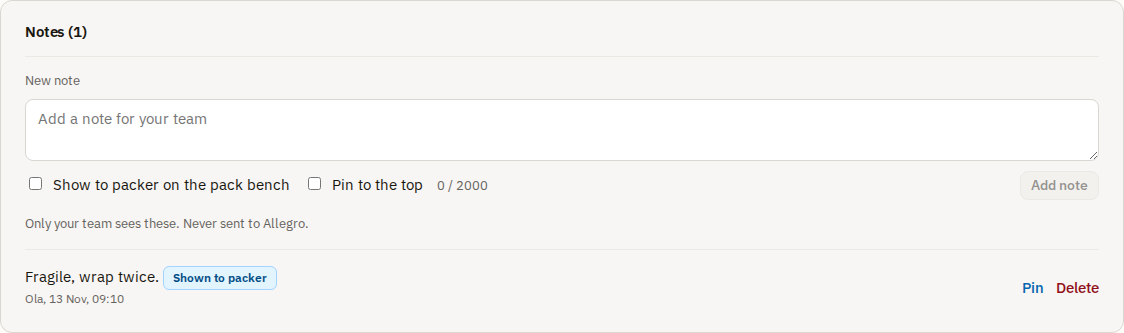 Notes (1)
New note
Add a note for your team
Show to packer on the pack bench Pin to the top 0 / 2000 Add note
Only your team sees these. Never sent to Allegro.
Fragile, wrap twice. Shown to packer
Ola, 13 Nov, 09:10
Pin Delete